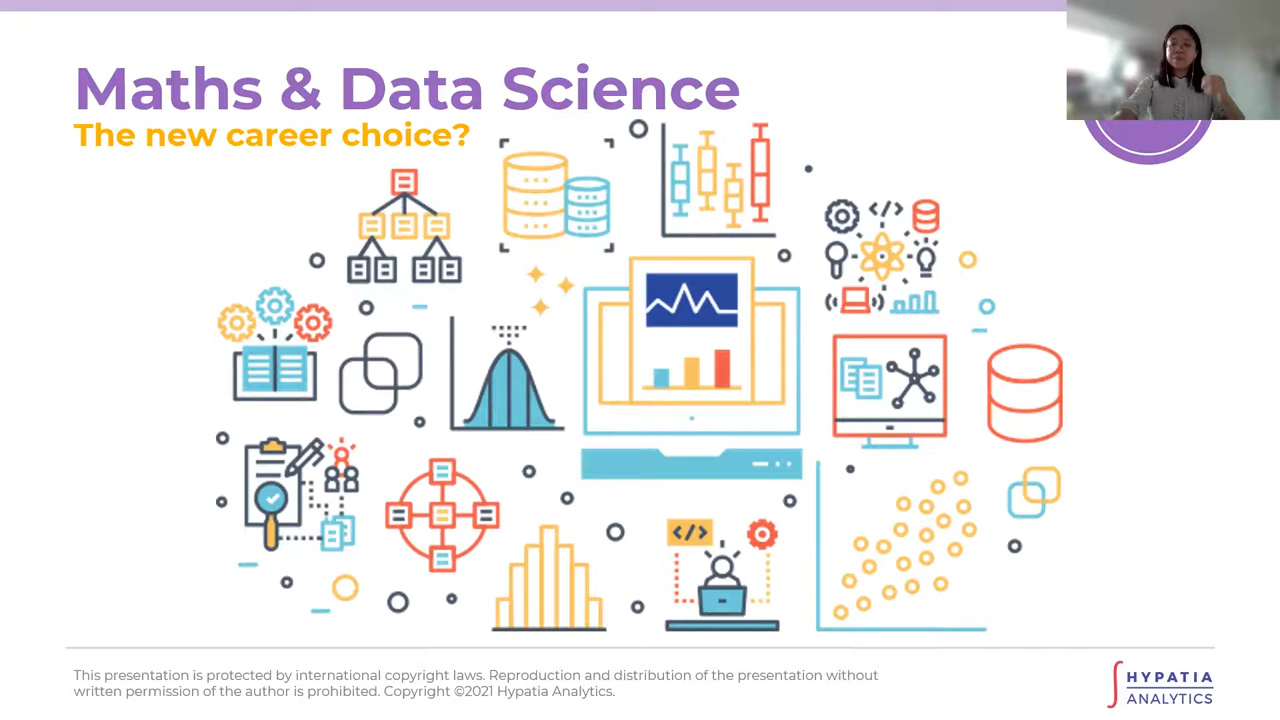 Maths & Data Science
The new career choice?
</>
</>
This presentation is protected by international copyright laws. Reproduction and distribution of the presentation without
written permission of the author is prohibited. Copyright ©2021 Hypatia Analytics.
HYPATIA
ANALYTICS